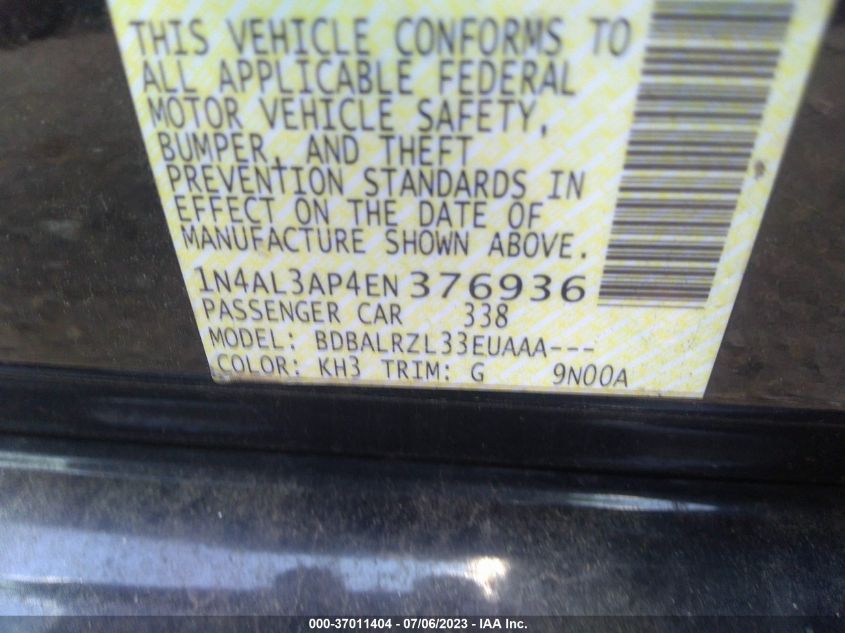 THIS VEHICLE CONFORMS TO
ALL APPLICABLE FEDERAL
MOTOR VEHICLE SAFETY,
BUMPER, AND THEFT
PREVENTION STANDARDS IN
EFFECT ON THE DATE OF
MANUFACTURE SHOWN ABOVE.
1N4AL3AP4EN 376936
PASSENGER CAR 338
MODEL: BDBALRZL33EUAAA---
COLOR: KH3 TRIM: G 9N00A
000-37011404 - 07/06/2023 - IAA Inc.